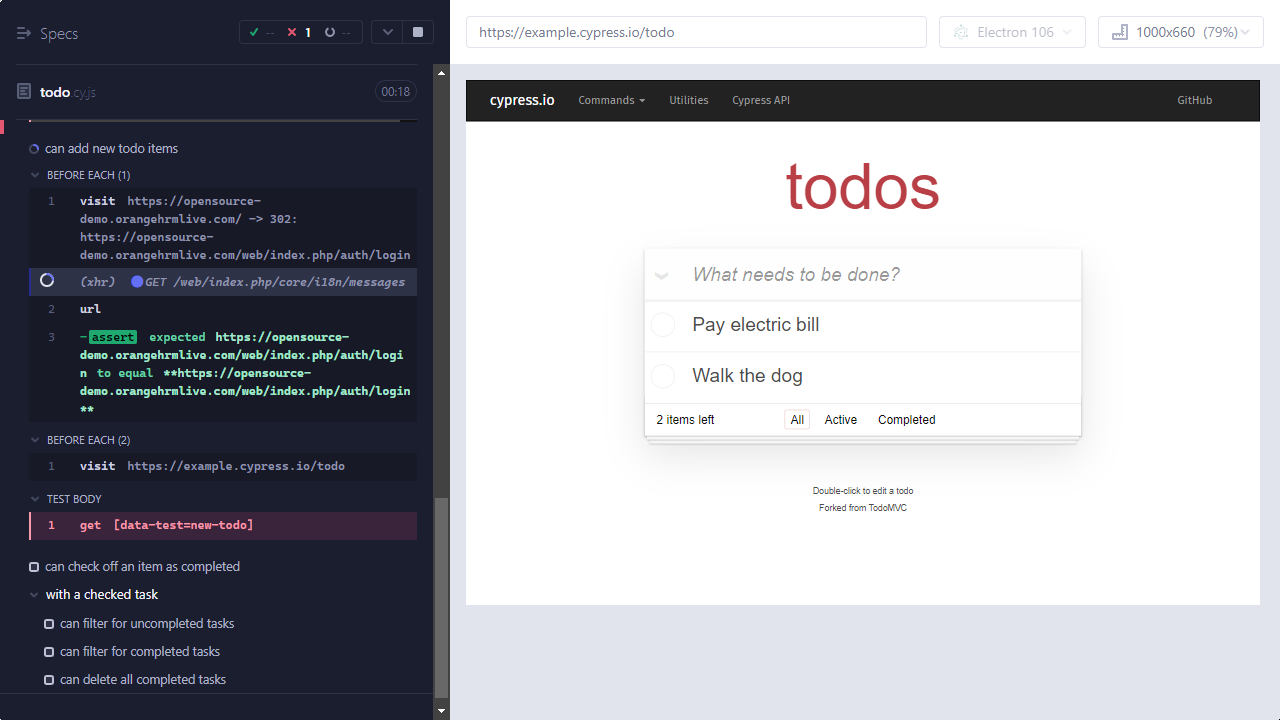 Specs
-- 1 --
todo.cy.js 00:18
can add new todo items
BEFORE EACH (1)
1 visit https://opensource-
demo.orangehrmlive.com/ -> 302:
https://opensource-
demo.orangehrmlive.com/web/index.php/auth/login
(xhr) GET /web/index.php/core/i18n/messages
2 url
3 -assert expected https://opensource-
demo.orangehrmlive.com/web/index.php/auth/logi
n to equal **https://opensource-
demo.orangehrmlive.com/web/index.php/auth/login
**
BEFORE EACH (2)
1 visit https://example.cypress.io/todo
TEST BODY
1 get [data-test=new-todo]
can check off an item as completed
with a checked task
can filter for uncompleted tasks
can filter for completed tasks
can delete all completed tasks
https://example.cypress.io/todo
Electron 106
1000x660 (79%)
cypress.io Commands Utilities Cypress API GitHub
todos
What needs to be done?
Pay electric bill
Walk the dog
2 items left All Active Completed
Double-click to edit a todo
Forked from TodoMVC